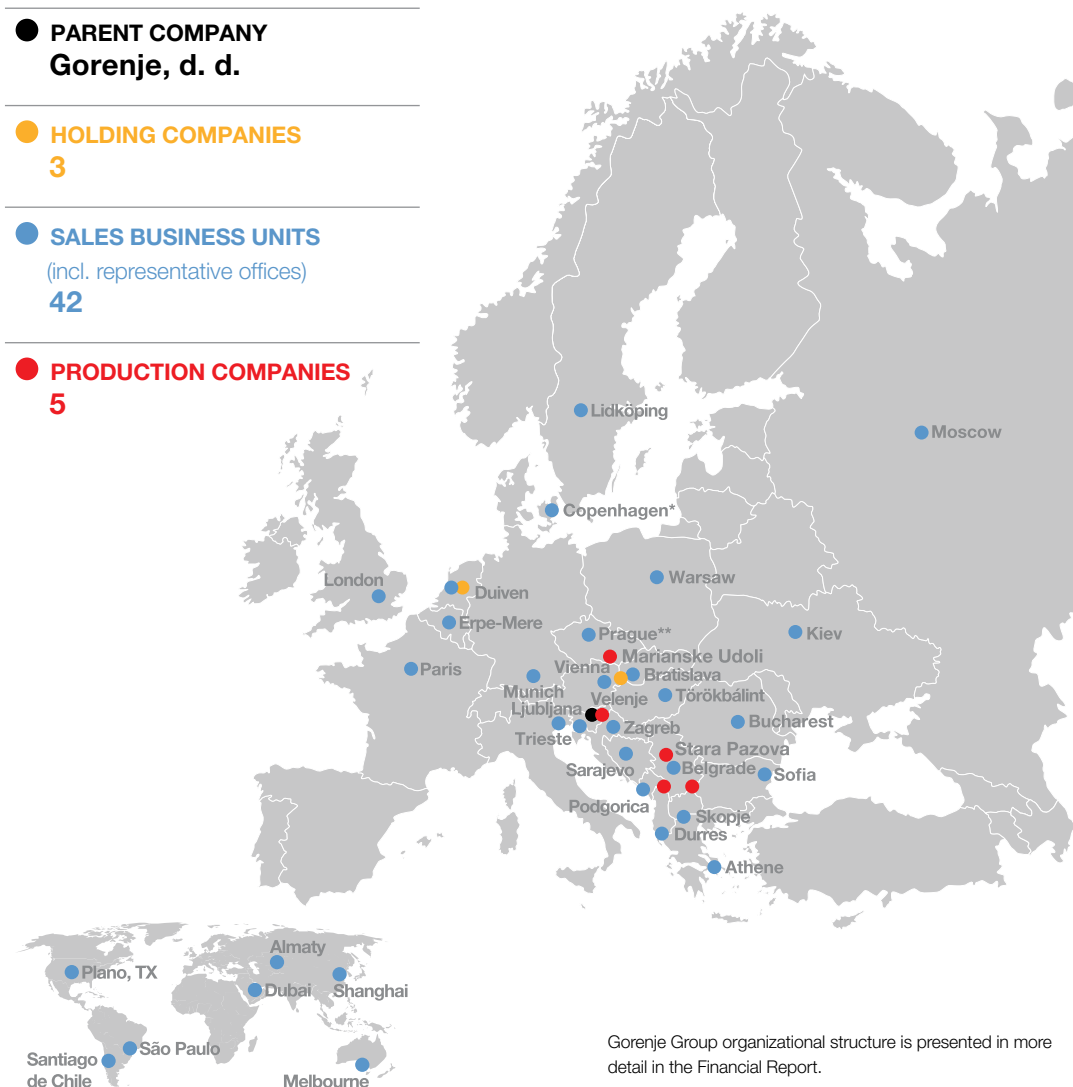 PARENT COMPANY
Gorenje, d. d.
HOLDING COMPANIES
3
SALES BUSINESS UNITS
(incl. representative offices)
42
PRODUCTION COMPANIES
5
Lidköping
Moscow
Copenhagen*
London
Duiven
Warsaw
Erpe-Mere
Prague**
Kiev
Marianske Udoli
Paris
Vienna
Bratislava
Munich
Velenje
Törökbálint
Ljubljana
Bucharest
Trieste
Zagreb
Stara Pazova
Sarajevo
Belgrade
Sofia
Podgorica
Skopje
Durres
Athene
Almaty
Plano, TX
Dubai
Shanghai
São Paulo
Santiago
de Chile
Melbourne
Gorenje Group organizational structure is presented in more
detail in the Financial Report.